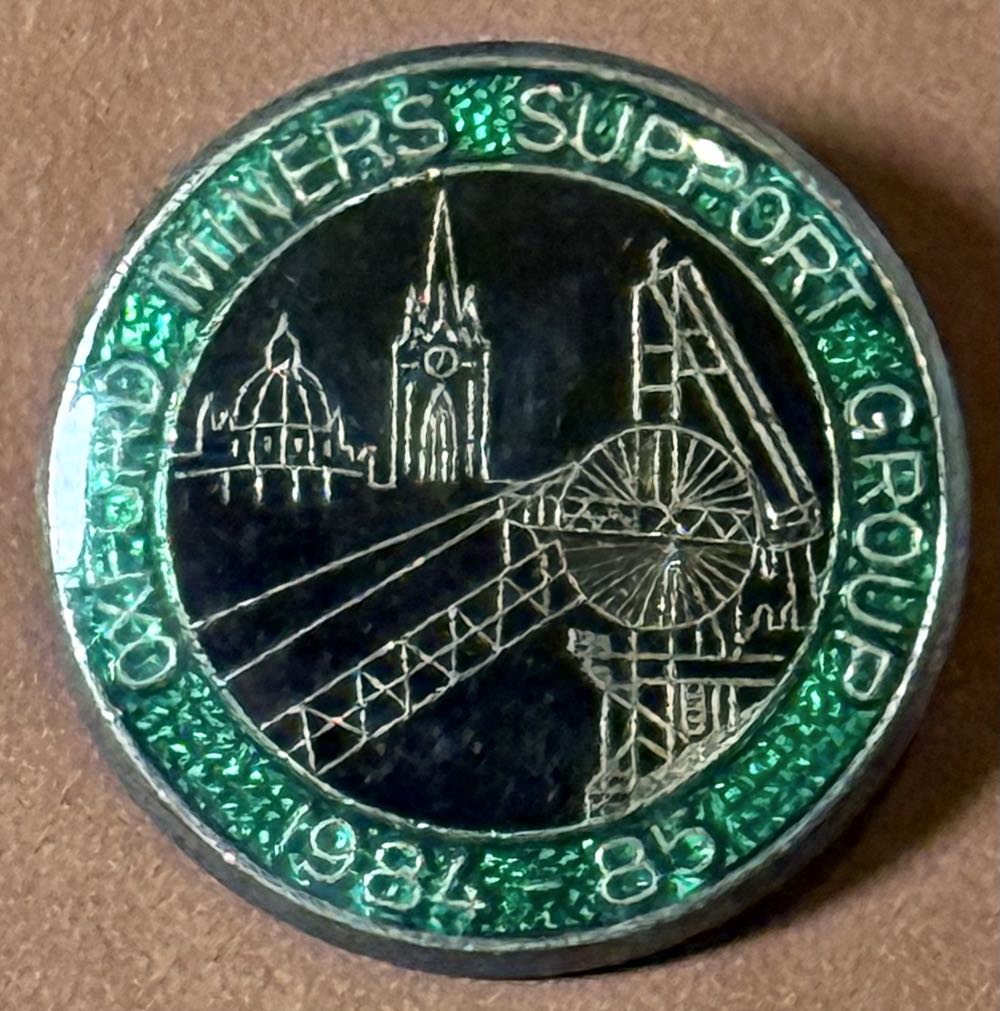 OXFORD MINERS SUPPORT GROUP
1984-85